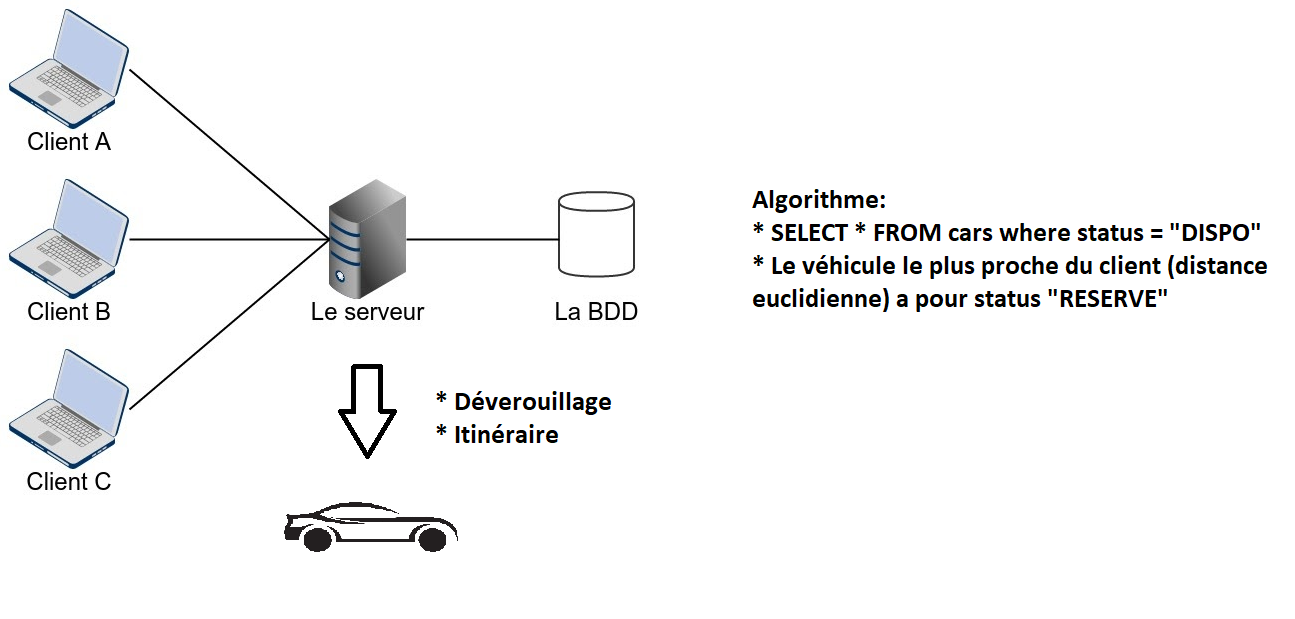 Client A
Client B
Client C
Le serveur
La BDD
* Déverouillage
* Itinéraire
Algorithme:
* SELECT * FROM cars where status = "DISPO"
* Le véhicule le plus proche du client (distance
euclidienne) a pour status "RESERVE"